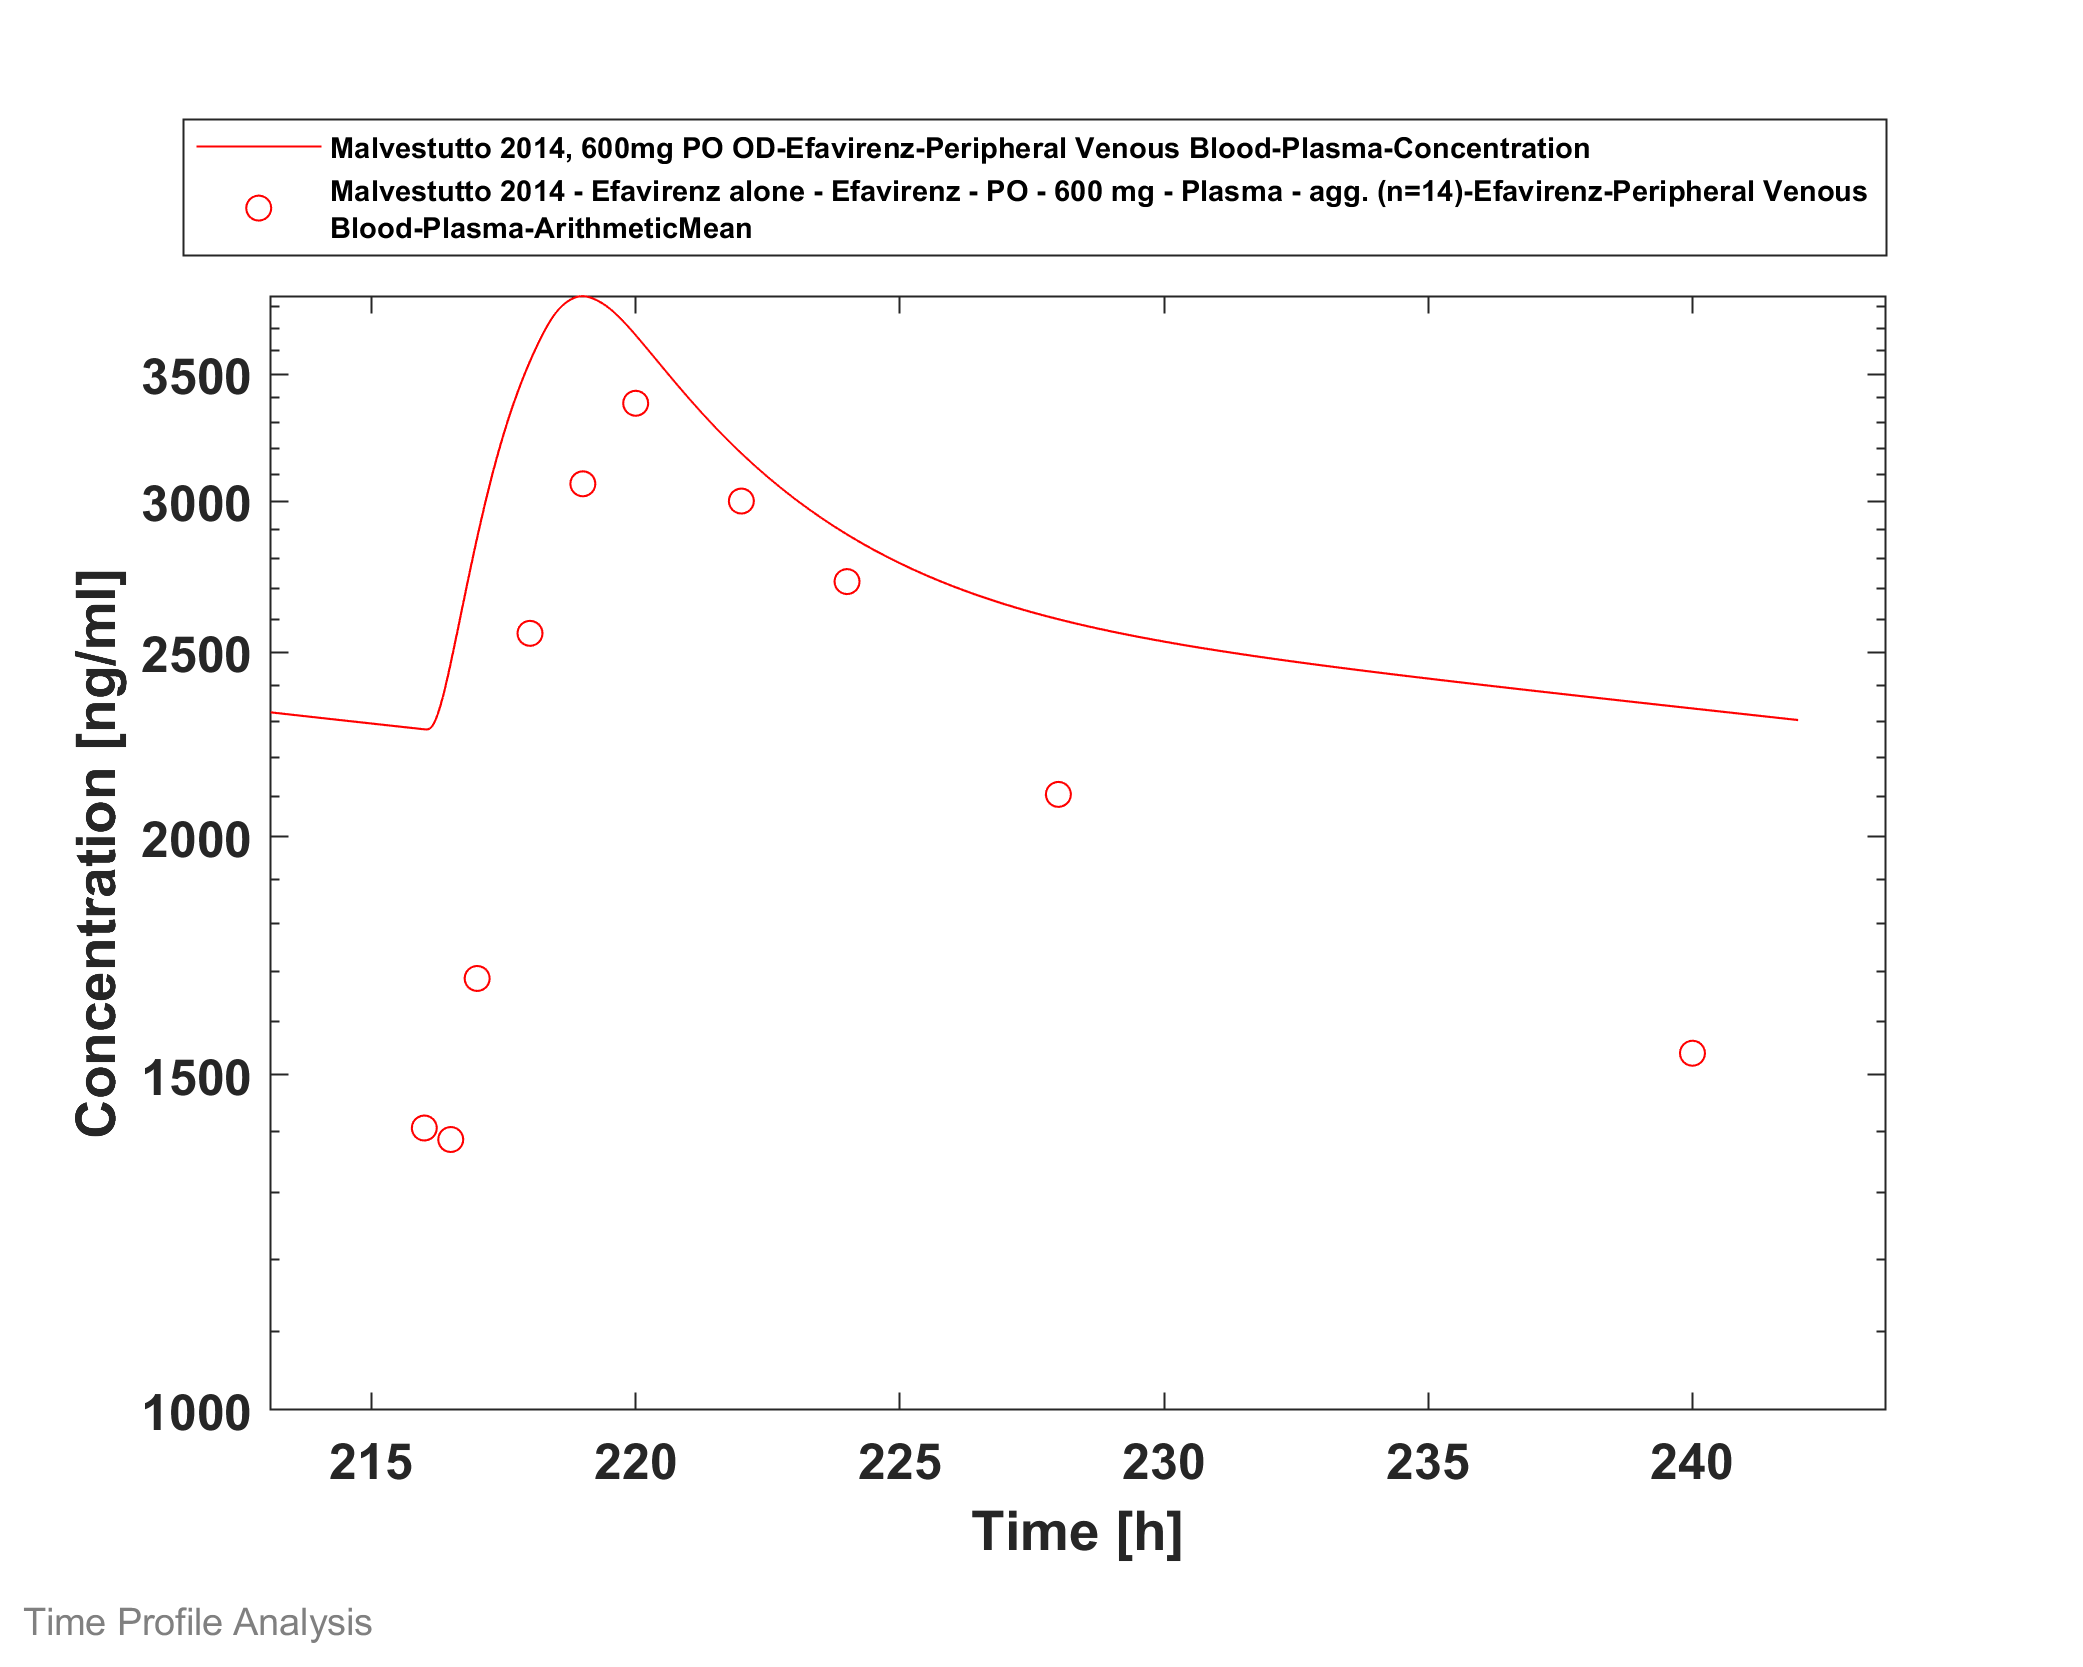 Malvestutto 2014, 600mg PO OD-Efavirenz-Peripheral Venous Blood-Plasma-Concentration
Malvestutto 2014 - Efavirenz alone - Efavirenz - PO - 600 mg - Plasma - agg. (n=14)-Efavirenz-Peripheral Venous
Blood-Plasma-ArithmeticMean
3500
3000
2500
2000
1500
1000
Concentration [ng/ml]
215 220 225 230 235 240
Time [h]
Time Profile Analysis